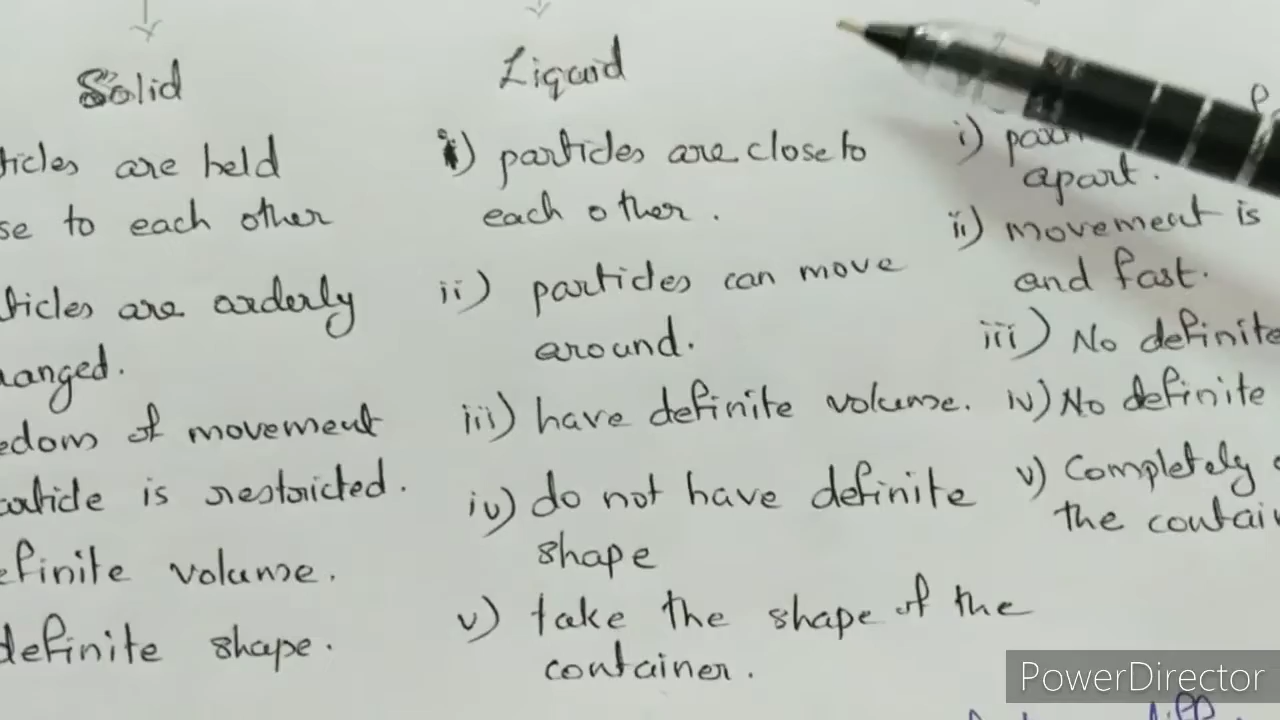 Solid
ticles are held
se to each other
ticles are orderly
ranged.
edom of movement
article is restricted.
efinite volume.
definite shape.
Liquid
i) particles are close to
each other.
ii) particles can move
around.
iii) have definite volume.
iv) do not have definite
shape
v) take the shape of the
container.
i)
apart.
ii) movement is
and fast.
iii) No definite
iv) No definite
v) Completely
the contai
PowerDirector